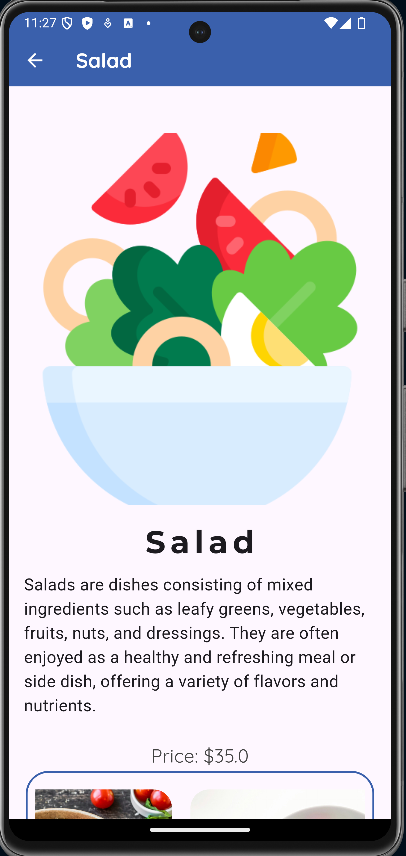 11:27
Salad
Salad
Salads are dishes consisting of mixed
ingredients such as leafy greens, vegetables,
fruits, nuts, and dressings. They are often
enjoyed as a healthy and refreshing meal or
side dish, offering a variety of flavors and
nutrients.
Price: $35.0